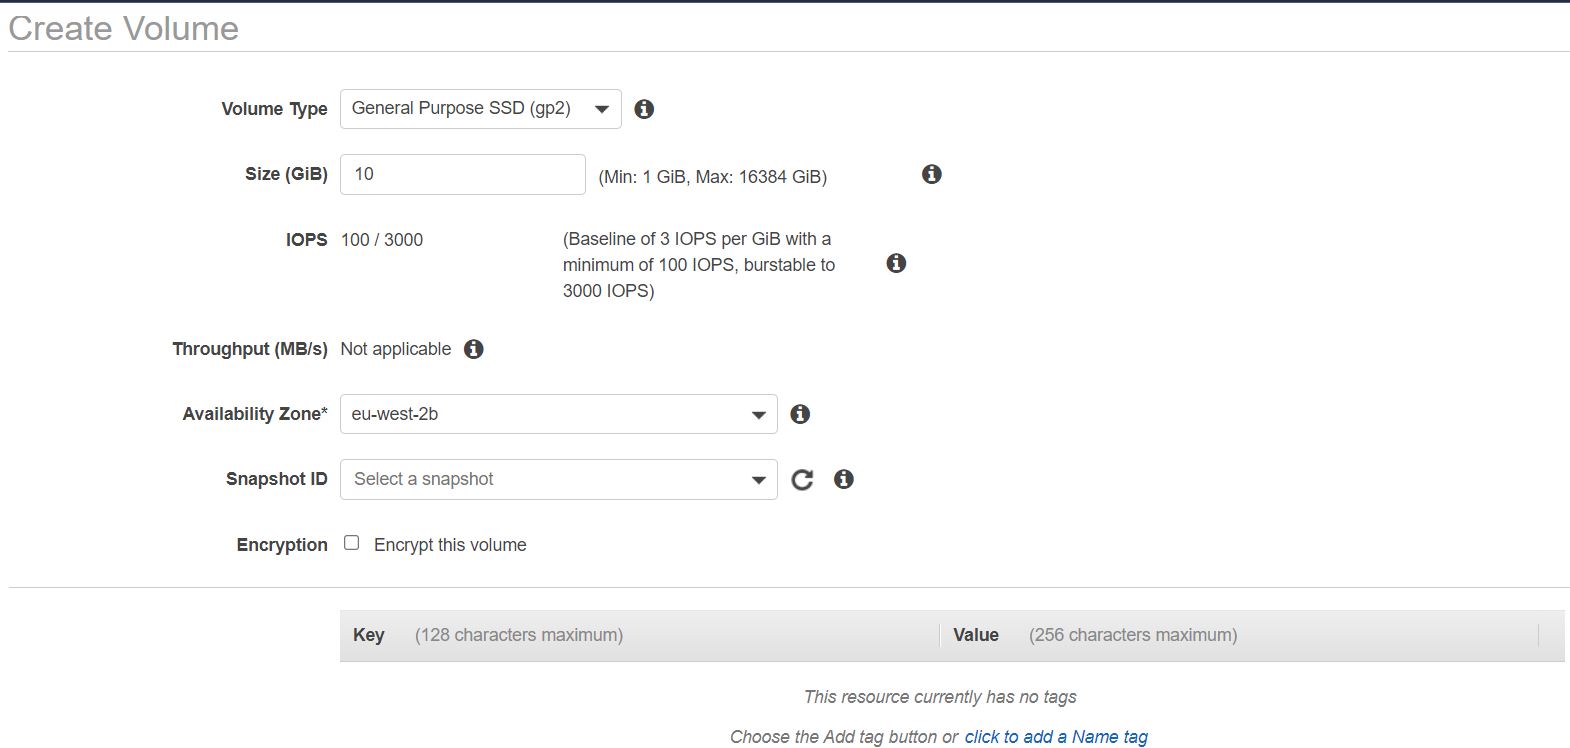 Create Volume
Volume Type General Purpose SSD (gp2)
Size (GiB) 10 (Min: 1 GiB, Max: 16384 GiB)
IOPS 100 / 3000 (Baseline of 3 IOPS per GiB with a
minimum of 100 IOPS, burstable to
3000 IOPS)
Throughput (MB/s) Not applicable
Availability Zone* eu-west-2b
Snapshot ID Select a snapshot
Encryption Encrypt this volume
Key (128 characters maximum) Value (256 characters maximum)
This resource currently has no tags
Choose the Add tag button or click to add a Name tag